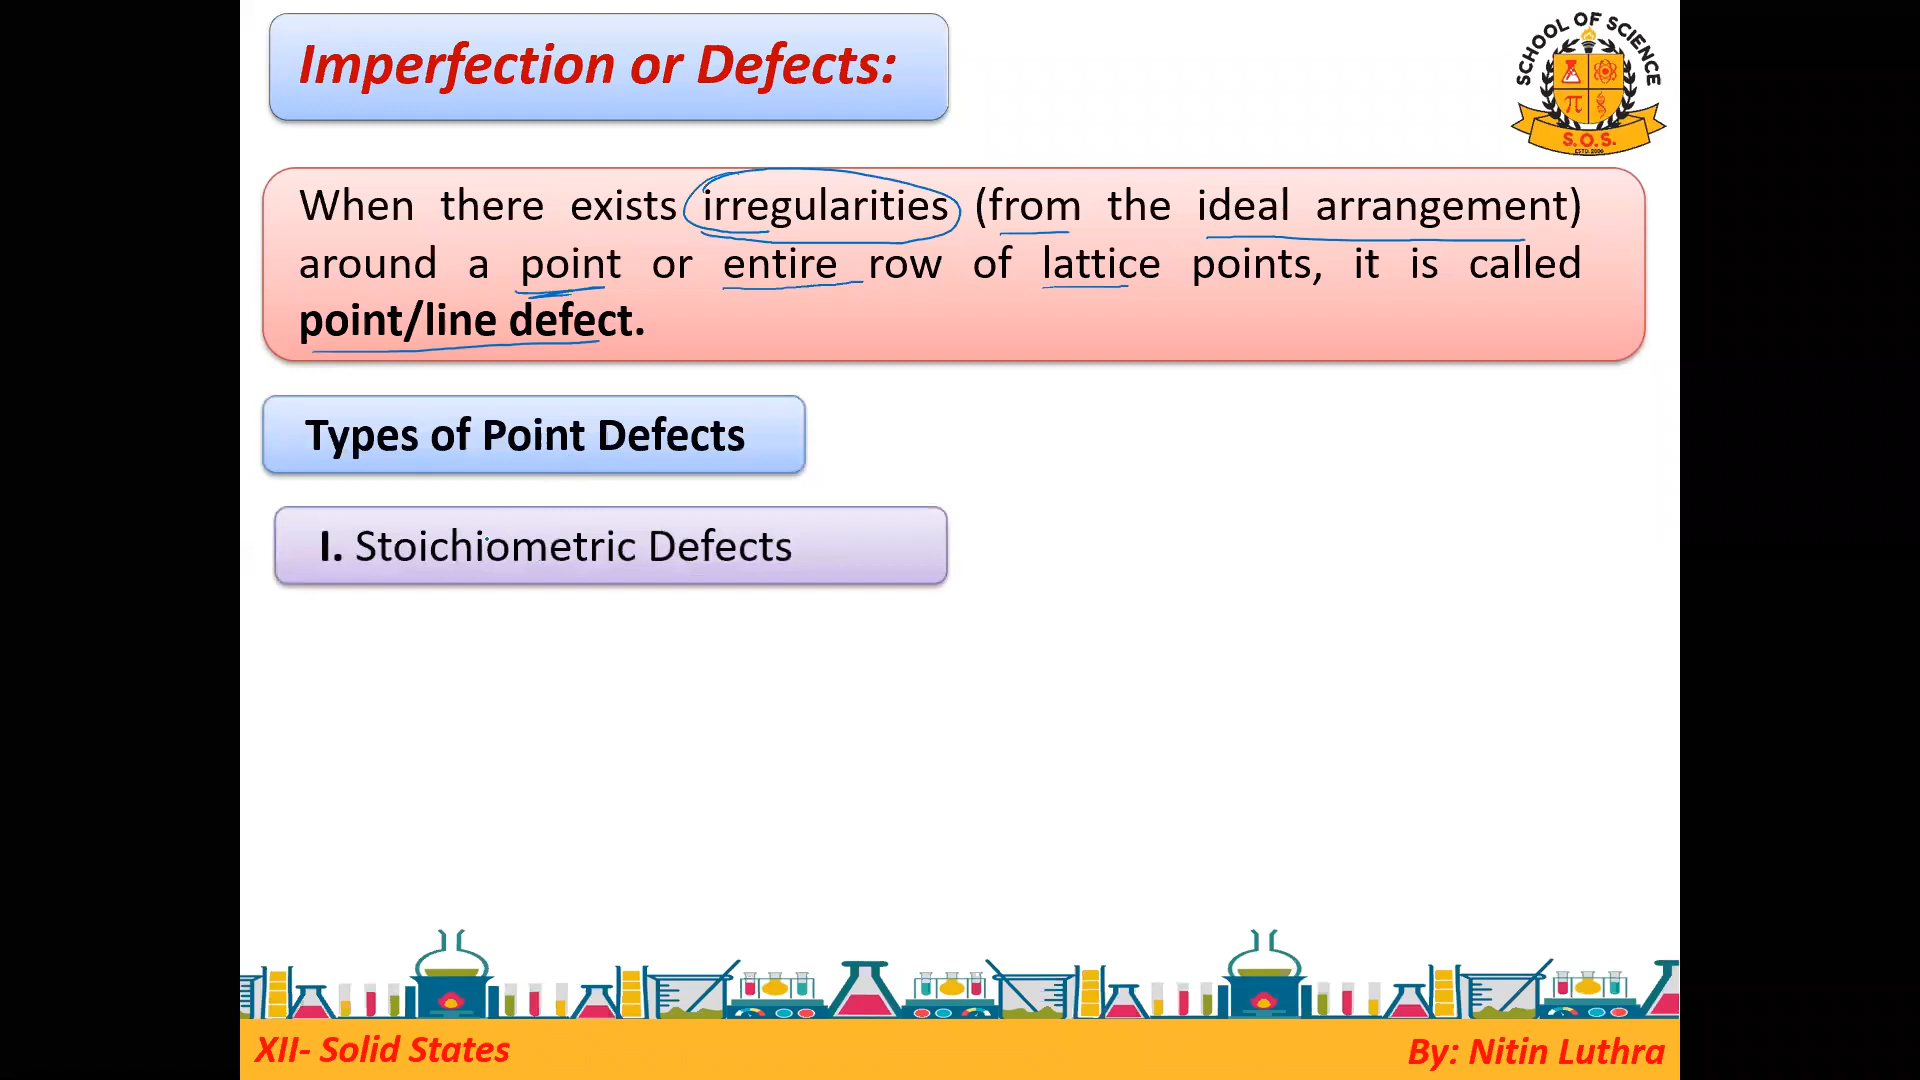 Imperfection or Defects:
SCHOOL OF SCIENCE
π
S.O.S.
ESTD. 2006
When there exists irregularities (from the ideal arrangement)
around a point or entire row of lattice points, it is called
point/line defect.
Types of Point Defects
I. Stoichiometric Defects
XII- Solid States
By: Nitin Luthra